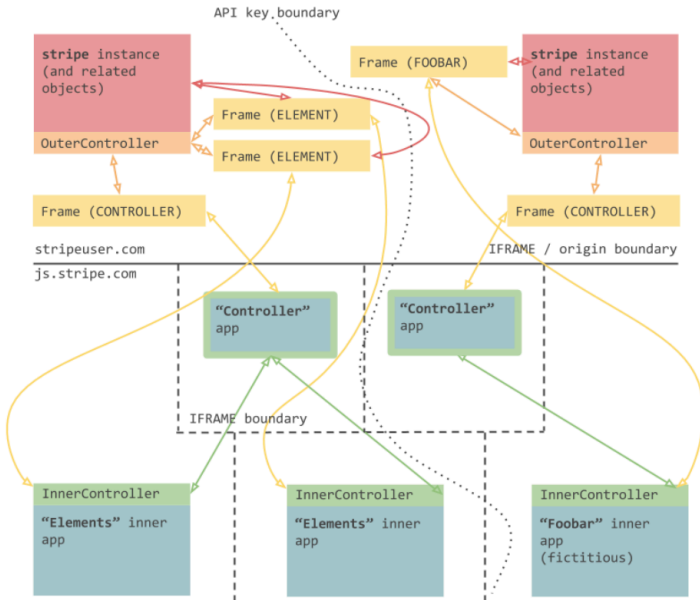 API key boundary
stripe instance
(and related
objects)
OuterController
Frame (ELEMENT)
Frame (ELEMENT)
Frame (CONTROLLER)
Frame (FOOBAR)
stripe instance
(and related
objects)
OuterController
Frame (CONTROLLER)
stripeuser.com
IFRAME / origin boundary
js.stripe.com
“Controller”
app
“Controller”
app
IFRAME boundary
InnerController
“Elements” inner
app
InnerController
“Elements” inner
app
InnerController
“Foobar” inner
app
(fictitious)